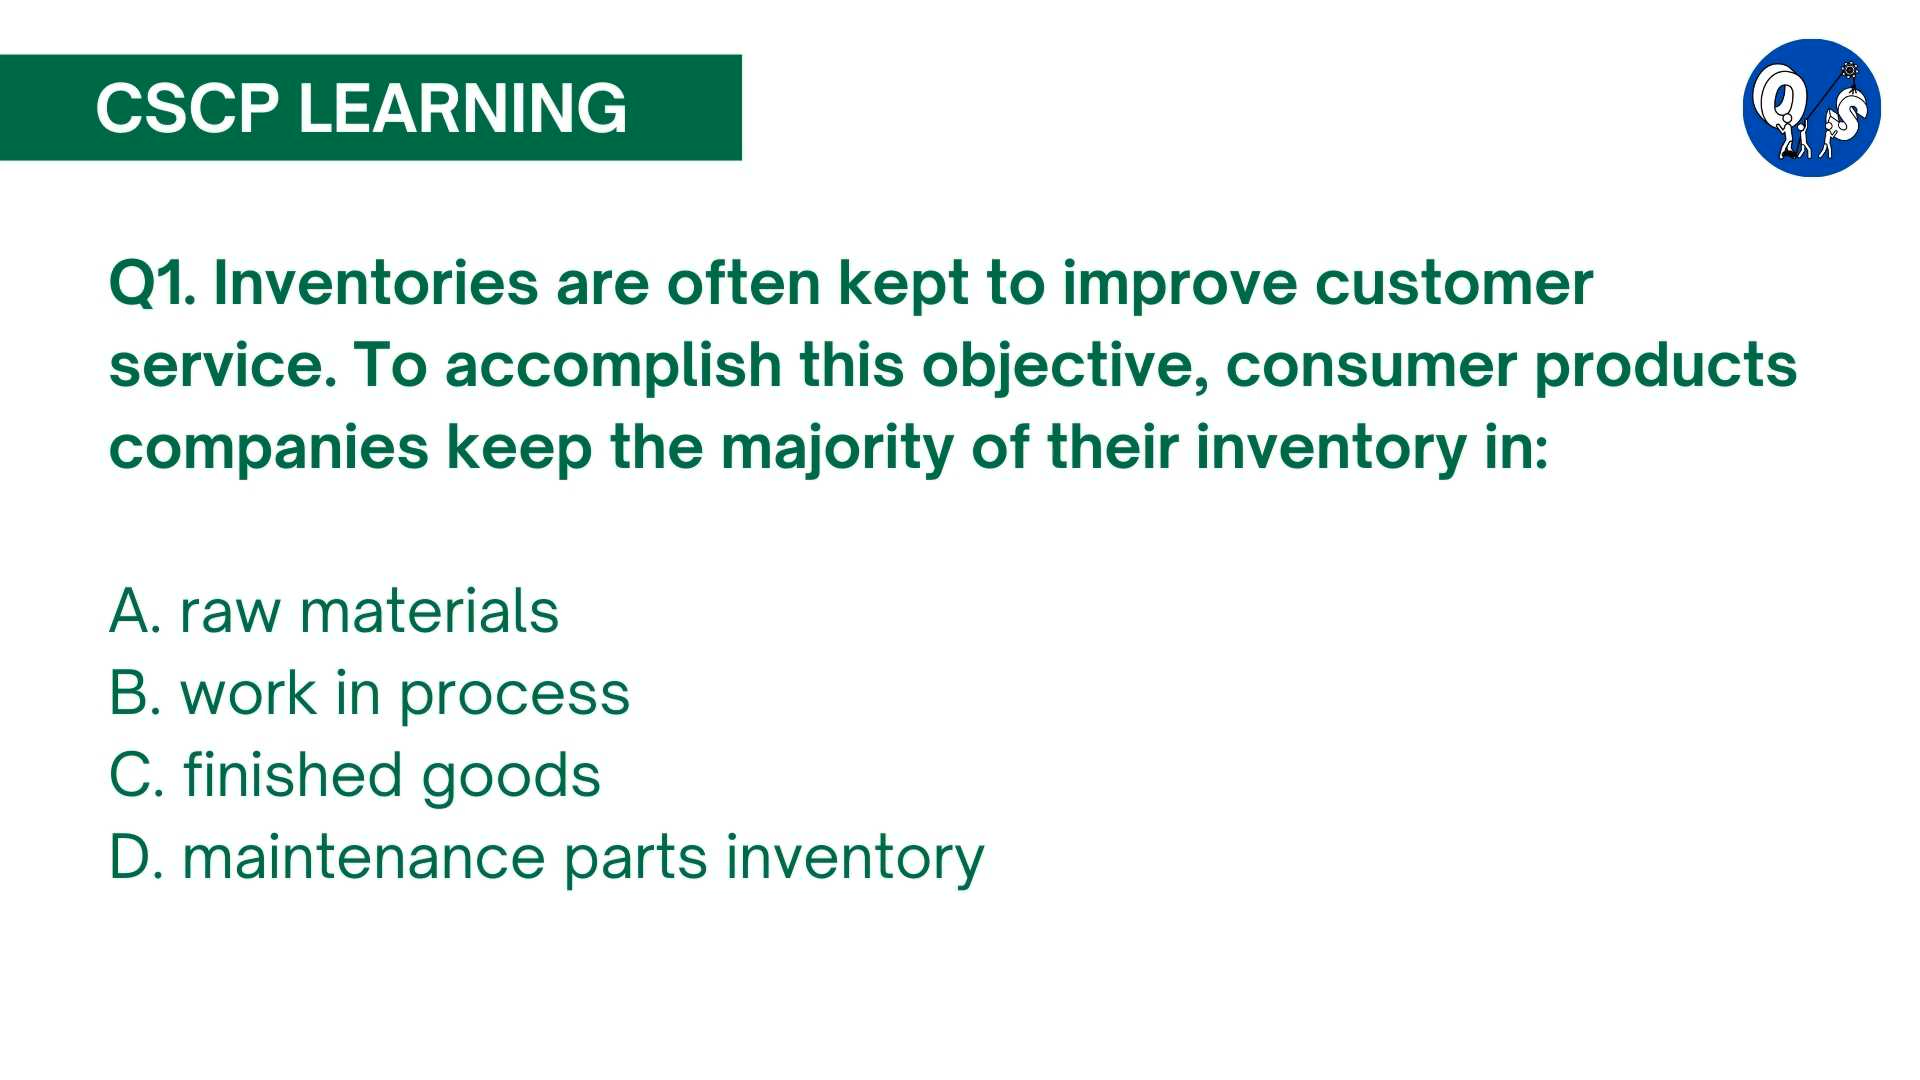 CSCP LEARNING
Q S
Q1. Inventories are often kept to improve customer
service. To accomplish this objective, consumer products
companies keep the majority of their inventory in:
A. raw materials
B. work in process
C. finished goods
D. maintenance parts inventory